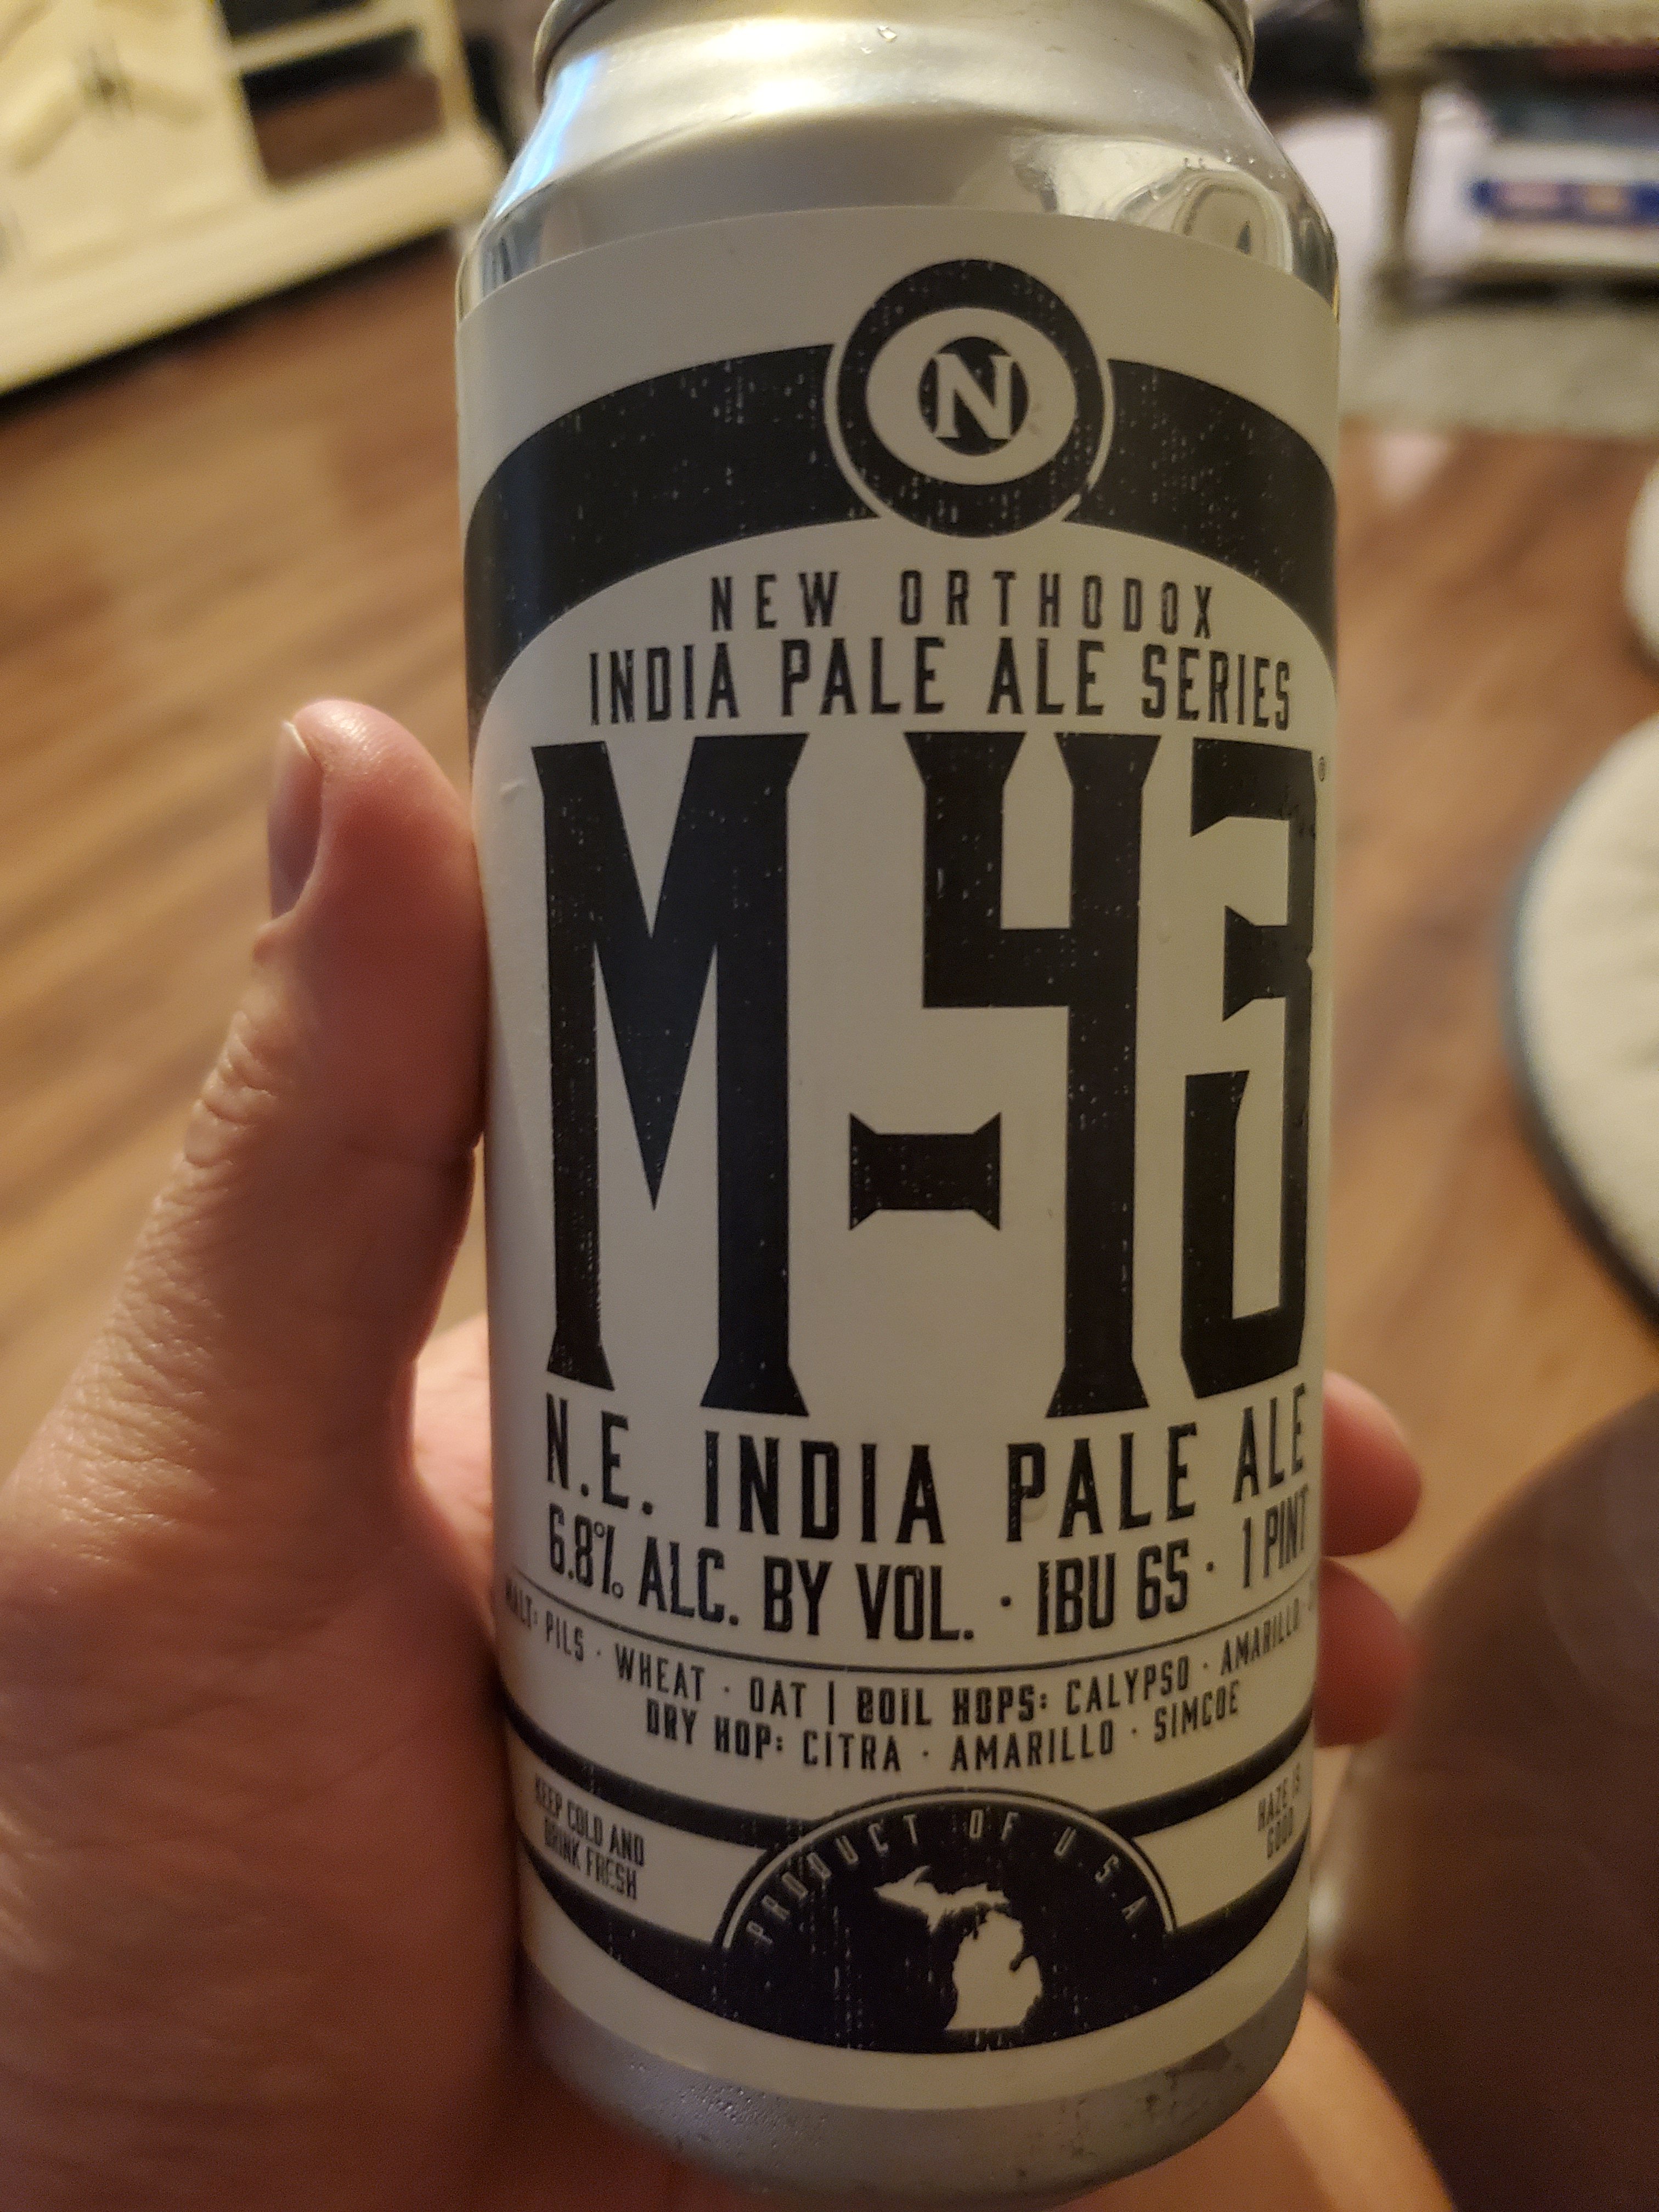 N
NEW ORTHODOX
INDIA PALE ALE SERIES
M-43®
N.E. INDIA PALE ALE
6.8% ALC. BY VOL. · IBU 65 · 1 PINT
MALT: PILS · WHEAT · OAT | BOIL HOPS: CALYPSO · AMARILLO ·
DRY HOP: CITRA · AMARILLO · SIMCOE
KEEP COLD AND
DRINK FRESH
HAZE IS
GOOD
PRODUCT OF U.S.A